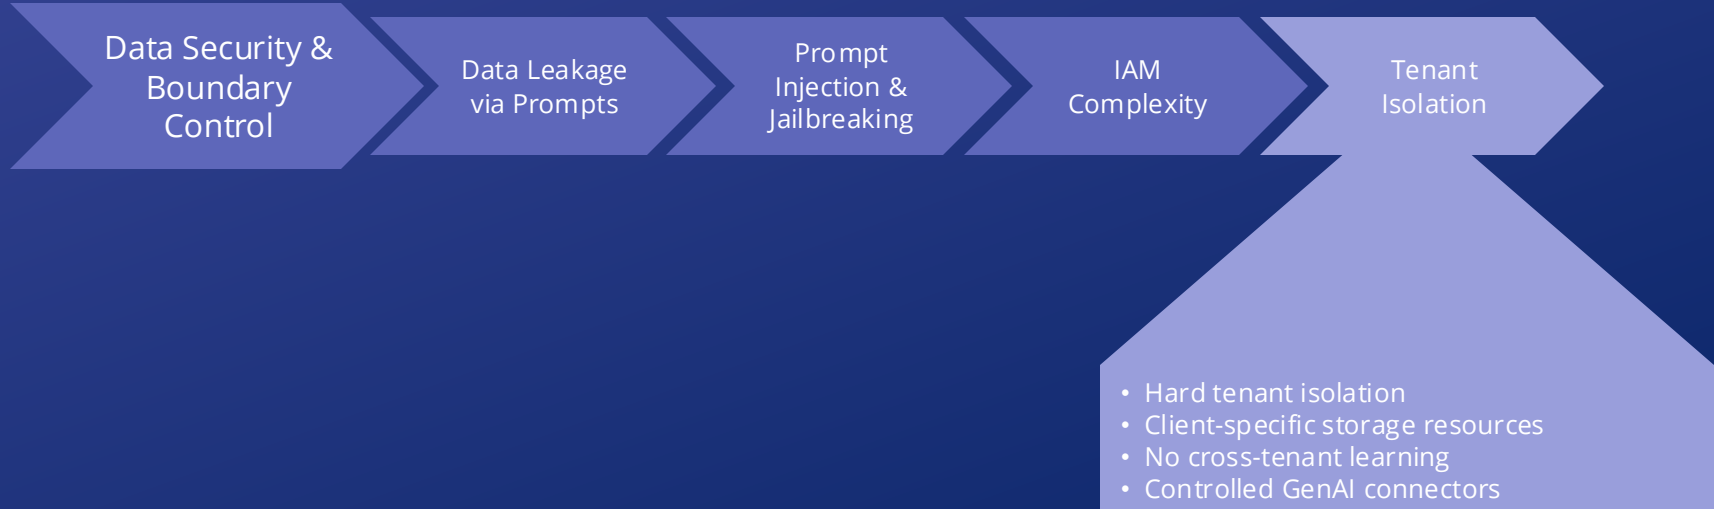 Data Security &
Boundary
Control
Data Leakage
via Prompts
Prompt
Injection &
Jailbreaking
IAM
Complexity
Tenant
Isolation
• Hard tenant isolation
• Client-specific storage resources
• No cross-tenant learning
• Controlled GenAI connectors